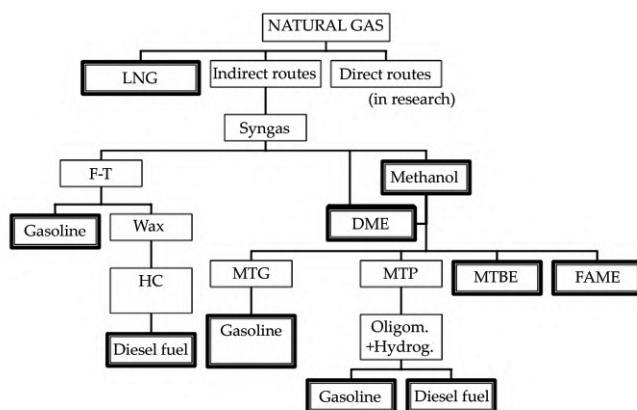 NATURAL GAS
LNG
Indirect routes
Direct routes
(in research)
Syngas
F-T
Methanol
Gasoline
Wax
DME
HC
MTG
MTP
MTBE
FAME
Diesel fuel
Gasoline
Oligom.
+Hydrog.
Gasoline
Diesel fuel